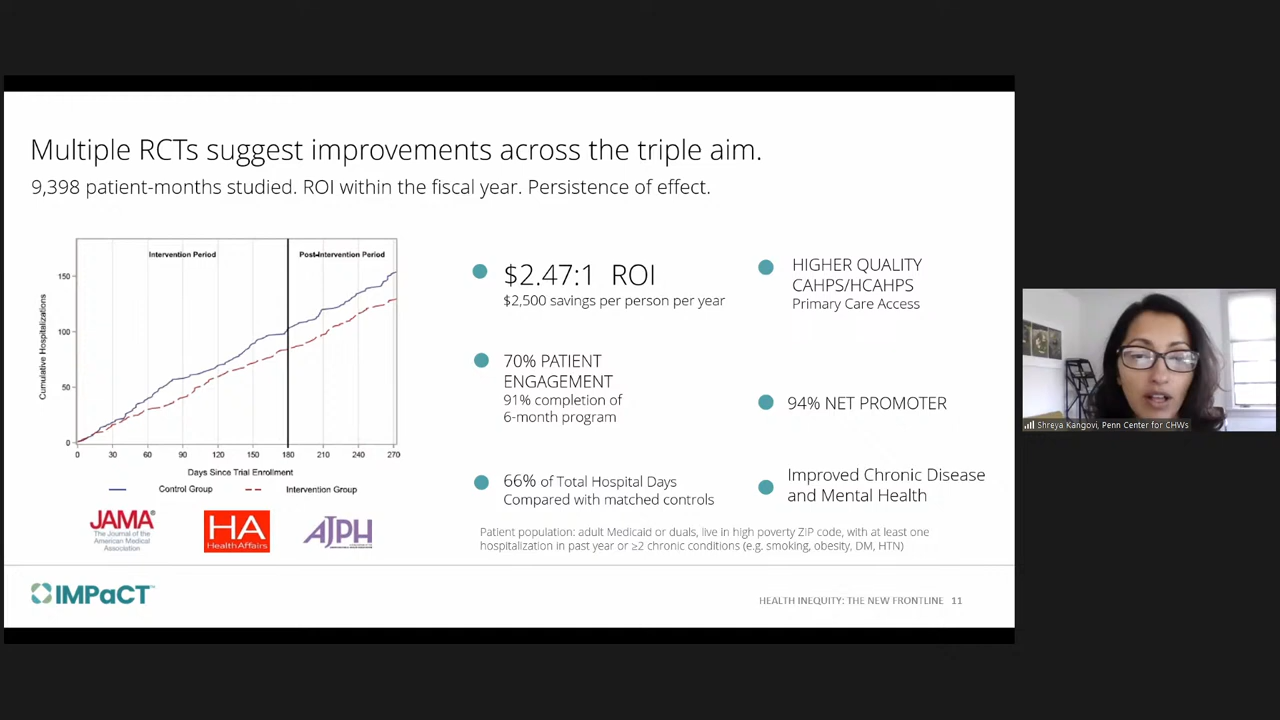 Multiple RCTs suggest improvements across the triple aim.
9,398 patient-months studied. ROI within the fiscal year. Persistence of effect.
Intervention Period
Post-Intervention Period
Cumulative Hospitalizations
150
100
50
0
0 30 60 90 120 150 180 210 240 270
Days Since Trial Enrollment
Control Group
Intervention Group
JAMA®
The Journal of the
American Medical
Association
HA
HealthAffairs
AJPH
$2.47:1 ROI
$2,500 savings per person per year
70% PATIENT
ENGAGEMENT
91% completion of
6-month program
66% of Total Hospital Days
Compared with matched controls
HIGHER QUALITY
CAHPS/HCAHPS
Primary Care Access
94% NET PROMOTER
Improved Chronic Disease
and Mental Health
Patient population: adult Medicaid or duals, live in high poverty ZIP code, with at least one
hospitalization in past year or ≥2 chronic conditions (e.g. smoking, obesity, DM, HTN)
IMPaCT™
HEALTH INEQUITY: THE NEW FRONTLINE 11
Shreya Kangovi, Penn Center for CHWs